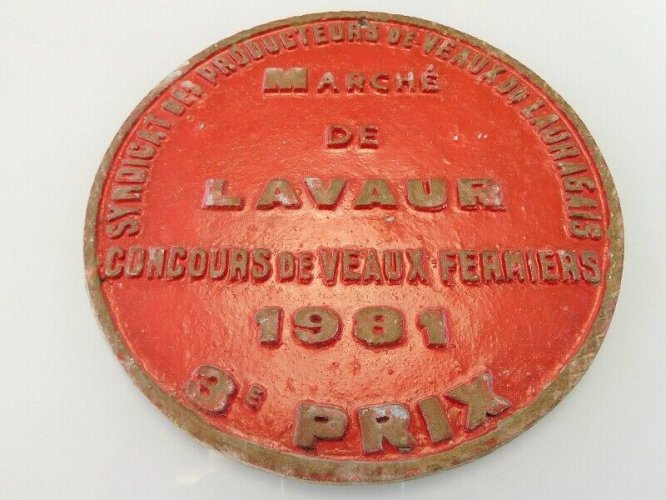 SYNDICAT DES PRODUCTEURS DE VEAUX DU LAURAGAIS
MARCHÉ
DE
LAVAUR
CONCOURS DE VEAUX FERMIERS
1981
3E PRIX